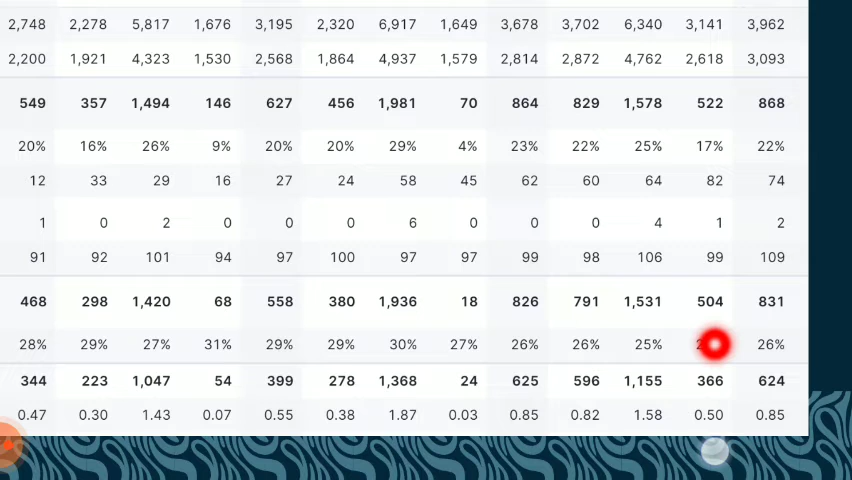 2,748 2,278 5,817 1,676 3,195 2,320 6,917 1,649 3,678 3,702 6,340 3,141 3,962
2,200 1,921 4,323 1,530 2,568 1,864 4,937 1,579 2,814 2,872 4,762 2,618 3,093
549 357 1,494 146 627 456 1,981 70 864 829 1,578 522 868
20% 16% 26% 9% 20% 20% 29% 4% 23% 22% 25% 17% 22%
12 33 29 16 27 24 58 45 62 60 64 82 74
1 0 2 0 0 0 6 0 0 0 4 1 2
91 92 101 94 97 100 97 97 99 98 106 99 109
468 298 1,420 68 558 380 1,936 18 826 791 1,531 504 831
28% 29% 27% 31% 29% 29% 30% 27% 26% 26% 25% 26%
344 223 1,047 54 399 278 1,368 24 625 596 1,155 366 624
0.47 0.30 1.43 0.07 0.55 0.38 1.87 0.03 0.85 0.82 1.58 0.50 0.85